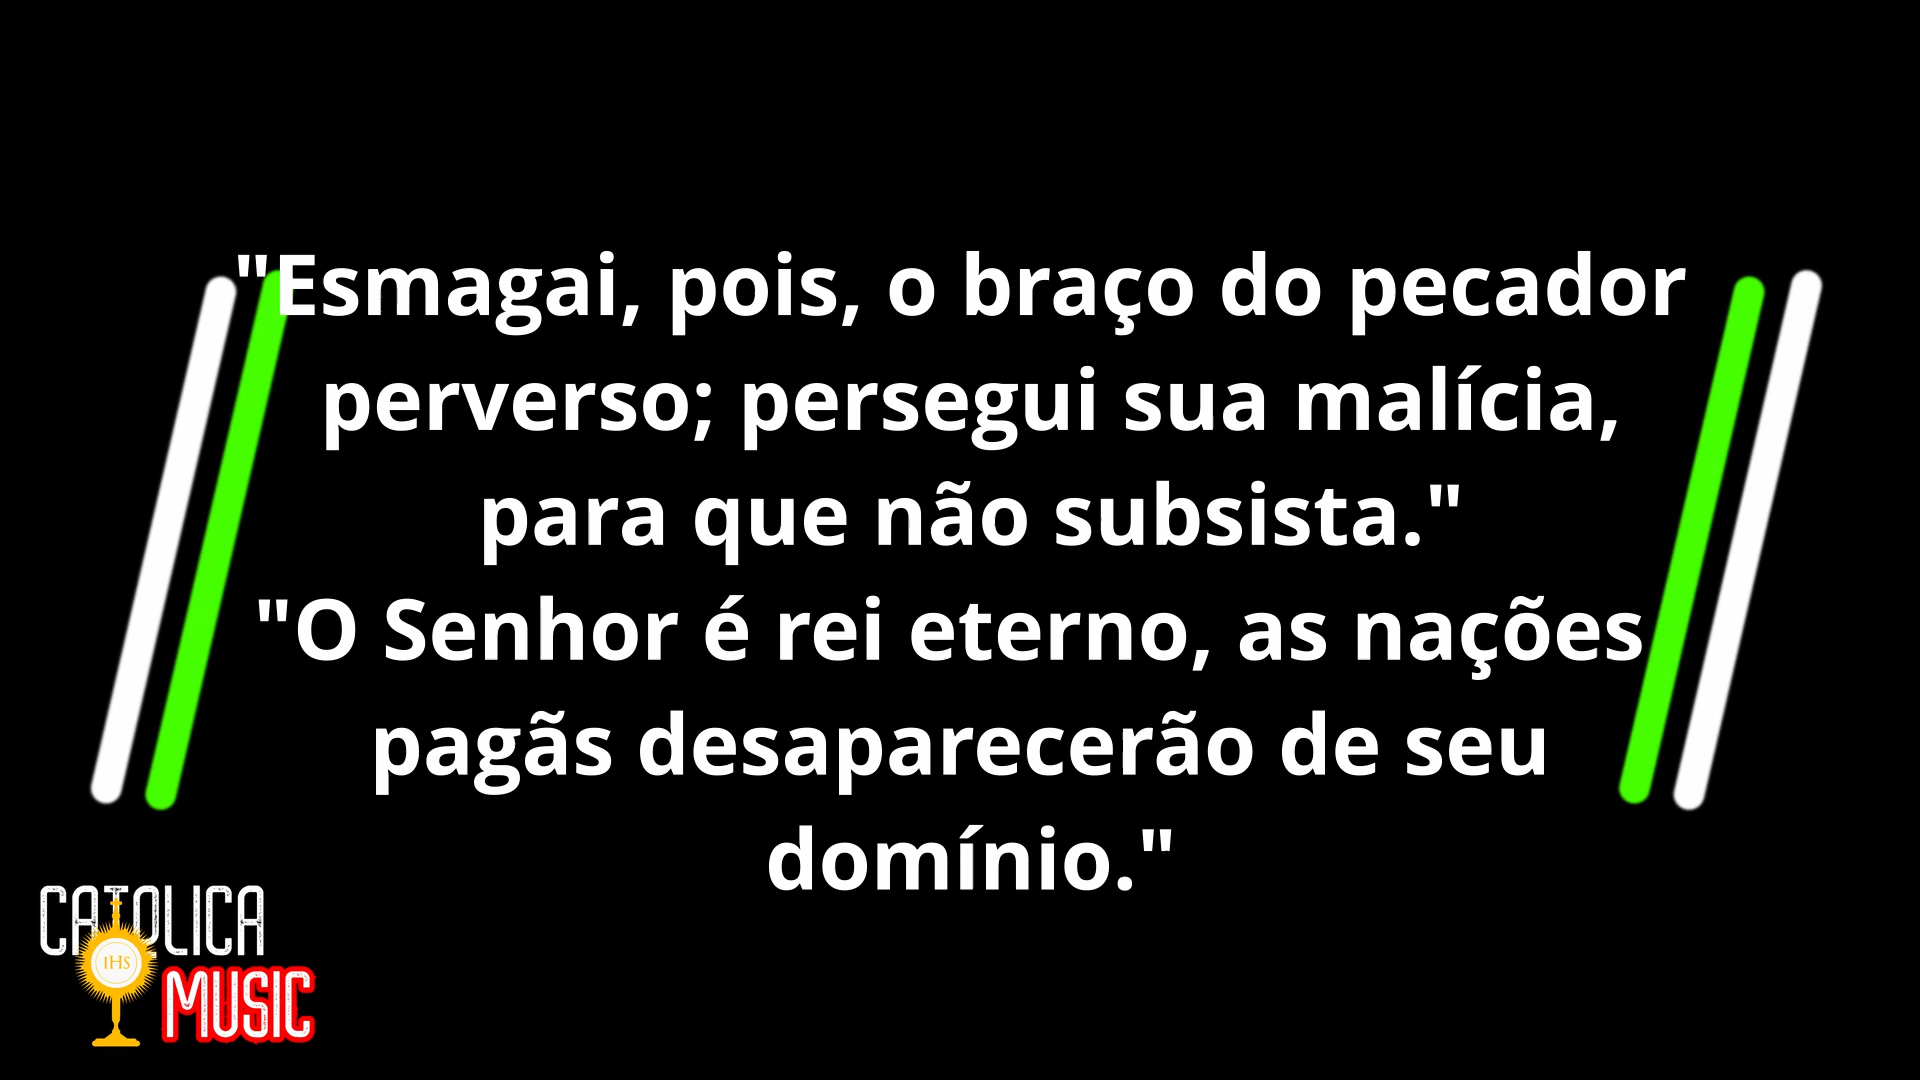 "Esmagai, pois, o braço do pecador
perverso; persegui sua malícia,
para que não subsista."
"O Senhor é rei eterno, as nações
pagãs desaparecerão de seu
domínio."
CATOLICA
IHS
MUSIC